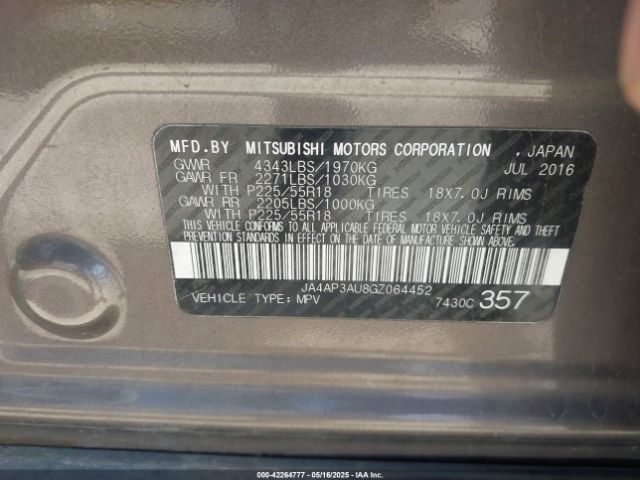 MFD.BY MITSUBISHI MOTORS CORPORATION . JAPAN
GVWR 4343LBS/1970KG JUL 2016
GAWR FR 2271LBS/1030KG
WITH P225/55R18 TIRES 18X7.0J RIMS
GAWR RR 2205LBS/1000KG
WITH P225/55R18 TIRES 18X7.0J RIMS
THIS VEHICLE CONFORMS TO ALL APPLICABLE FEDERAL MOTOR VEHICLE SAFETY AND THEFT
PREVENTION STANDARDS IN EFFECT ON THE DATE OF MANUFACTURE SHOWN ABOVE.
JA4AP3AU8GZ064452
VEHICLE TYPE: MPV 7430C 357
000-42264777 - 05/16/2025 - IAA Inc.